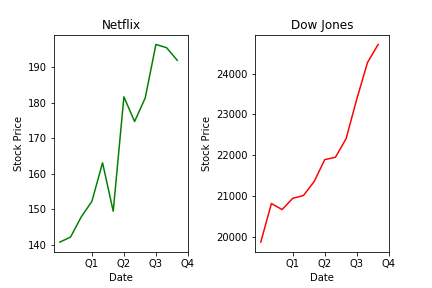 Netflix
Stock Price
190
180
170
160
150
140
Q1 Q2 Q3 Q4
Date
Dow Jones
Stock Price
24000
23000
22000
21000
20000
Q1 Q2 Q3 Q4
Date